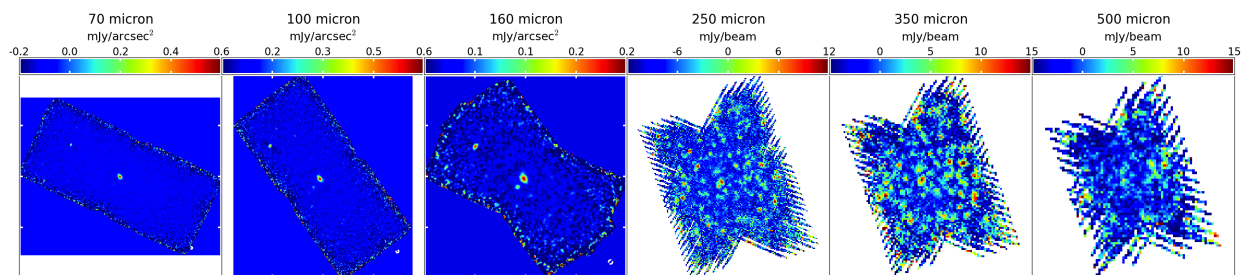 70 micron 100 micron 160 micron 250 micron 350 micron 500 micron
mJy/arcsec² mJy/arcsec² mJy/arcsec² mJy/beam mJy/beam mJy/beam
-0.2 0.0 0.2 0.4 0.6 0.2 0.3 0.5 0.6 0.1 0.1 0.2 0.2 -6 0 6 12 0 5 10 15 0 5 10 15